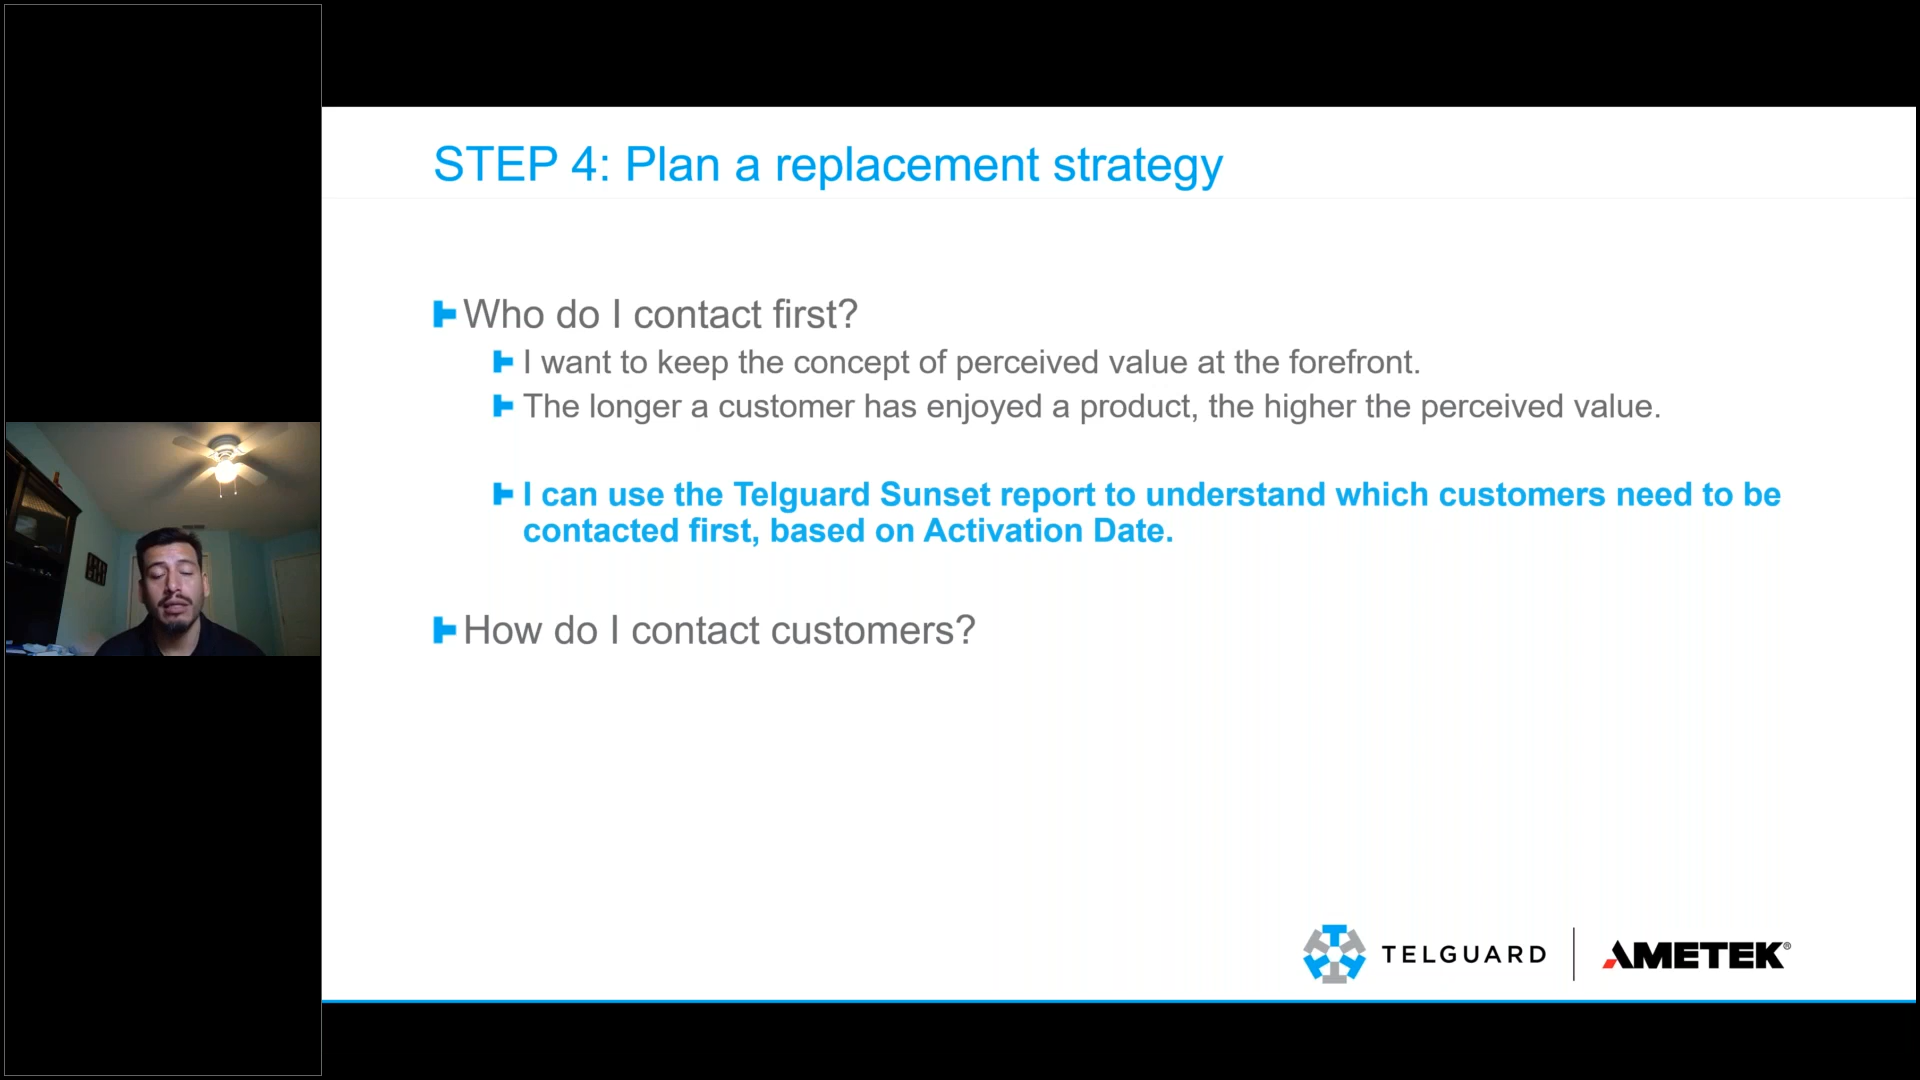 STEP 4: Plan a replacement strategy
Who do I contact first?
I want to keep the concept of perceived value at the forefront.
The longer a customer has enjoyed a product, the higher the perceived value.
I can use the Telguard Sunset report to understand which customers need to be
contacted first, based on Activation Date.
How do I contact customers?
TELGUARD
AMETEK®